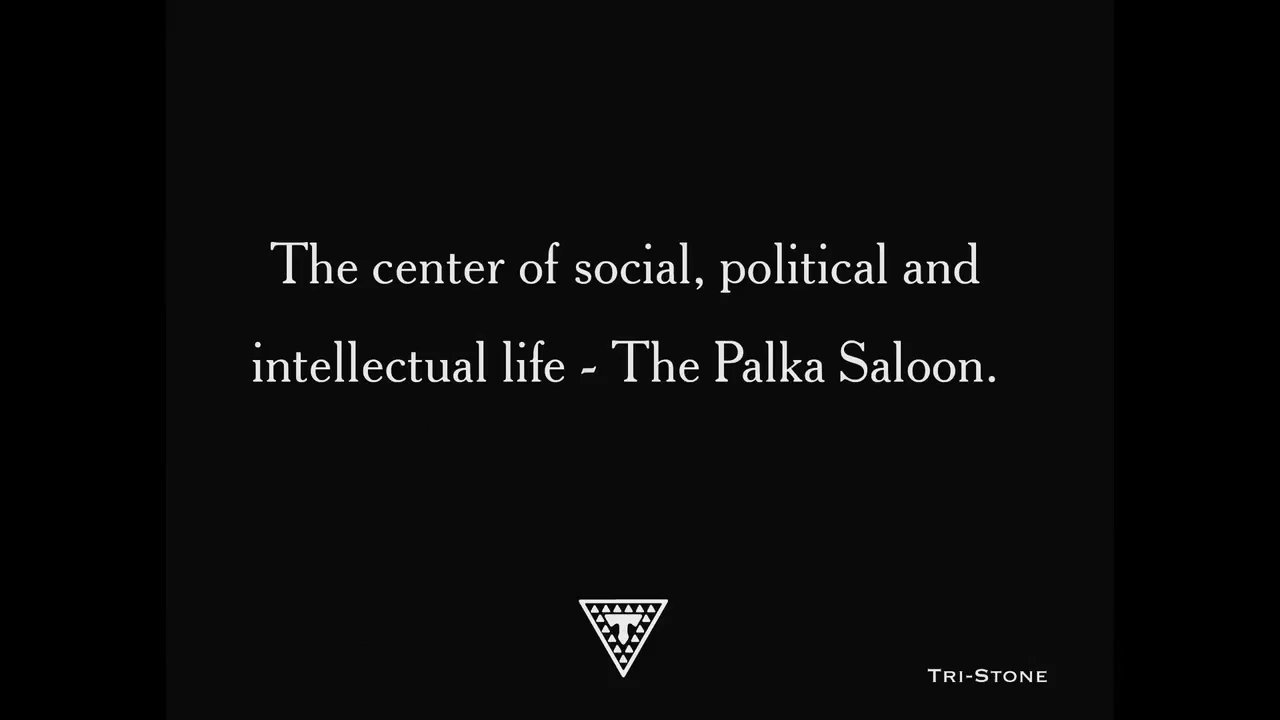 The center of social, political and
intellectual life - The Palka Saloon.
T
Tri-Stone